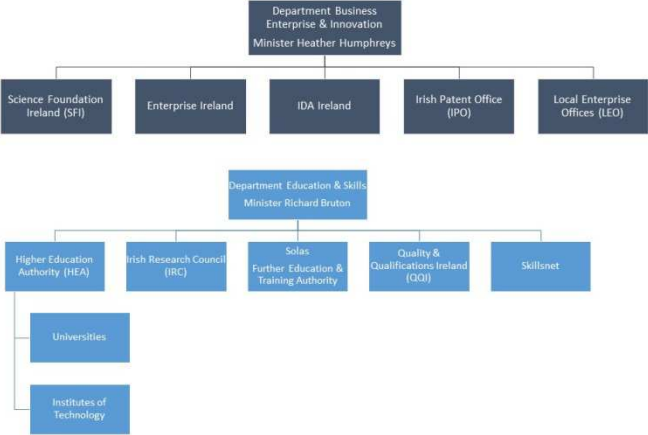 Department Business
Enterprise & Innovation
Minister Heather Humphreys
Science Foundation
Ireland (SFI)
Enterprise Ireland
IDA Ireland
Irish Patent Office
(IPO)
Local Enterprise
Offices (LEO)
Department Education & Skills
Minister Richard Bruton
Higher Education
Authority (HEA)
Irish Research Council
(IRC)
Solas
Further Education &
Training Authority
Quality &
Qualifications Ireland
(QQI)
Skillsnet
Universities
Institutes of
Technology